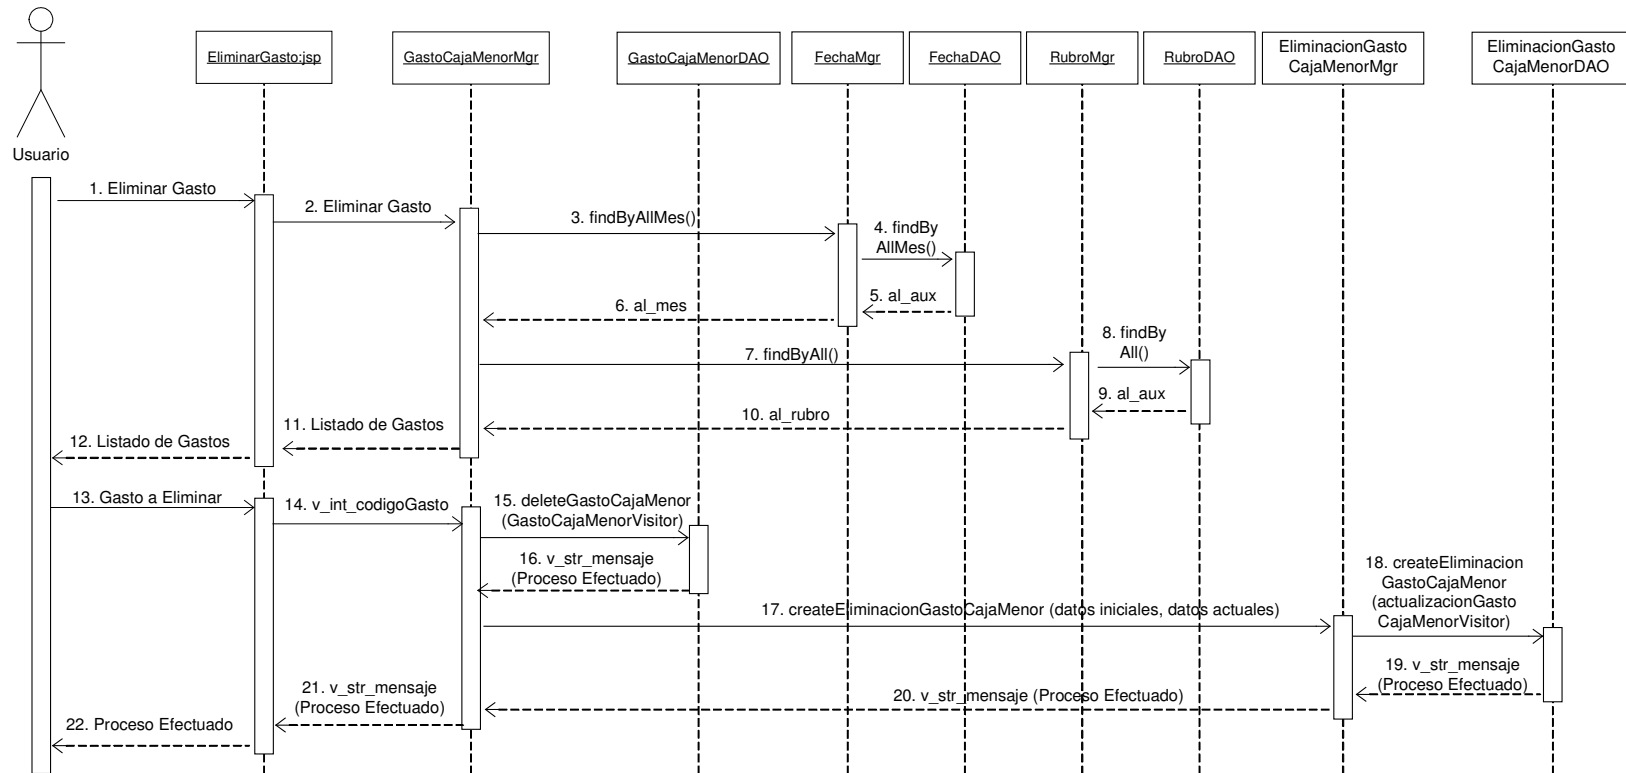 EliminarGasto:jsp
GastoCajaMenorMgr
GastoCajaMenorDAO
FechaMgr
FechaDAO
RubroMgr
RubroDAO
EliminacionGasto
CajaMenorMgr
EliminacionGasto
CajaMenorDAO
Usuario
1. Eliminar Gasto
2. Eliminar Gasto
3. findByAllMes()
4. findBy
AllMes()
5. al_aux
6. al_mes
7. findByAll()
8. findBy
All()
9. al_aux
10. al_rubro
11. Listado de Gastos
12. Listado de Gastos
13. Gasto a Eliminar
14. v_int_codigoGasto
15. deleteGastoCajaMenor
(GastoCajaMenorVisitor)
16. v_str_mensaje
(Proceso Efectuado)
17. createEliminacionGastoCajaMenor (datos iniciales, datos actuales)
18. createEliminacion
GastoCajaMenor
(actualizacionGasto
CajaMenorVisitor)
19. v_str_mensaje
(Proceso Efectuado)
20. v_str_mensaje (Proceso Efectuado)
21. v_str_mensaje
(Proceso Efectuado)
22. Proceso Efectuado